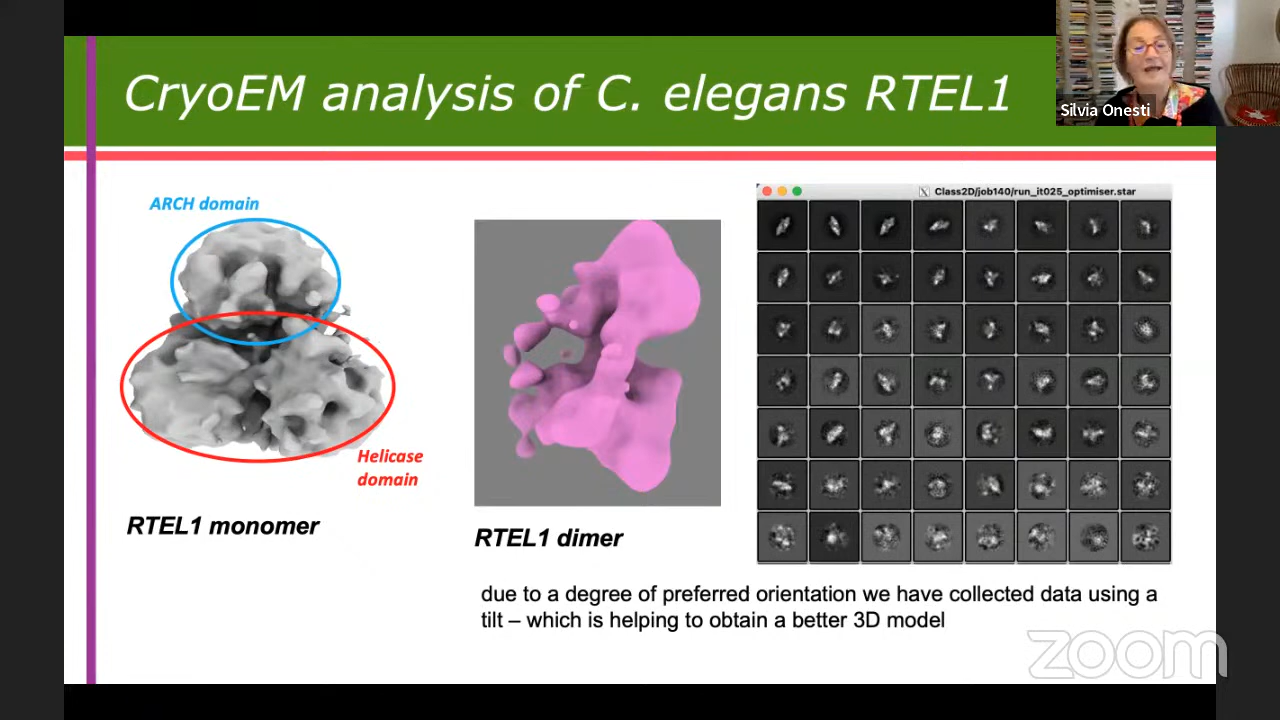 CryoEM analysis of C. elegans RTEL1
Silvia Onesti
ARCH domain
Helicase
domain
RTEL1 monomer
RTEL1 dimer
Class2D/job140/run_it025_optimiser.star
due to a degree of preferred orientation we have collected data using a
tilt – which is helping to obtain a better 3D model
zoom